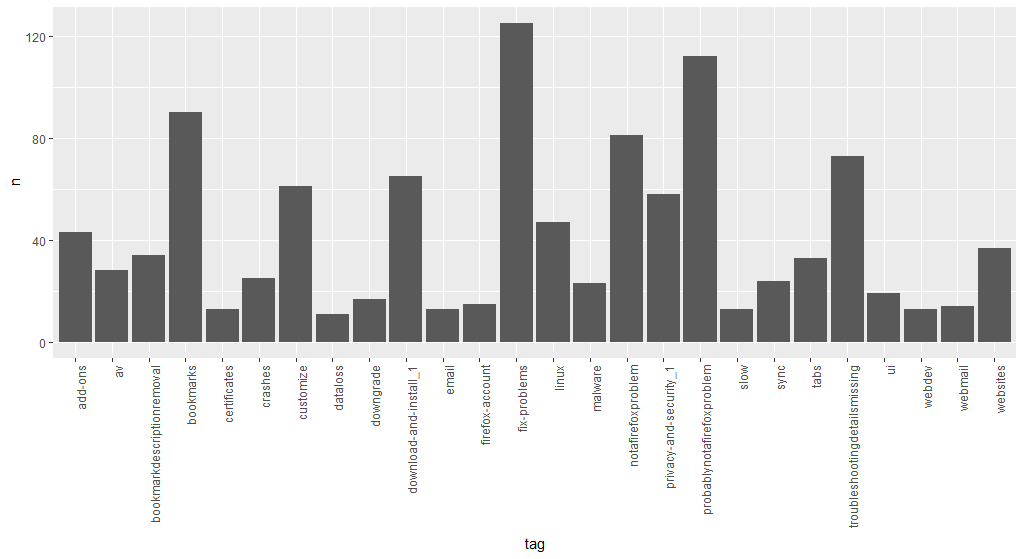 120
80
40
0
n
add-ons
av
bookmarkdescriptionremoval
bookmarks
certificates
crashes
customize
dataloss
downgrade
download-and-install_1
email
firefox-account
fix-problems
linux
malware
notafirefoxproblem
privacy-and-security_1
probablynotafirefoxproblem
slow
sync
tabs
troubleshootingdetailsmissing
ui
webdev
webmail
websites
tag